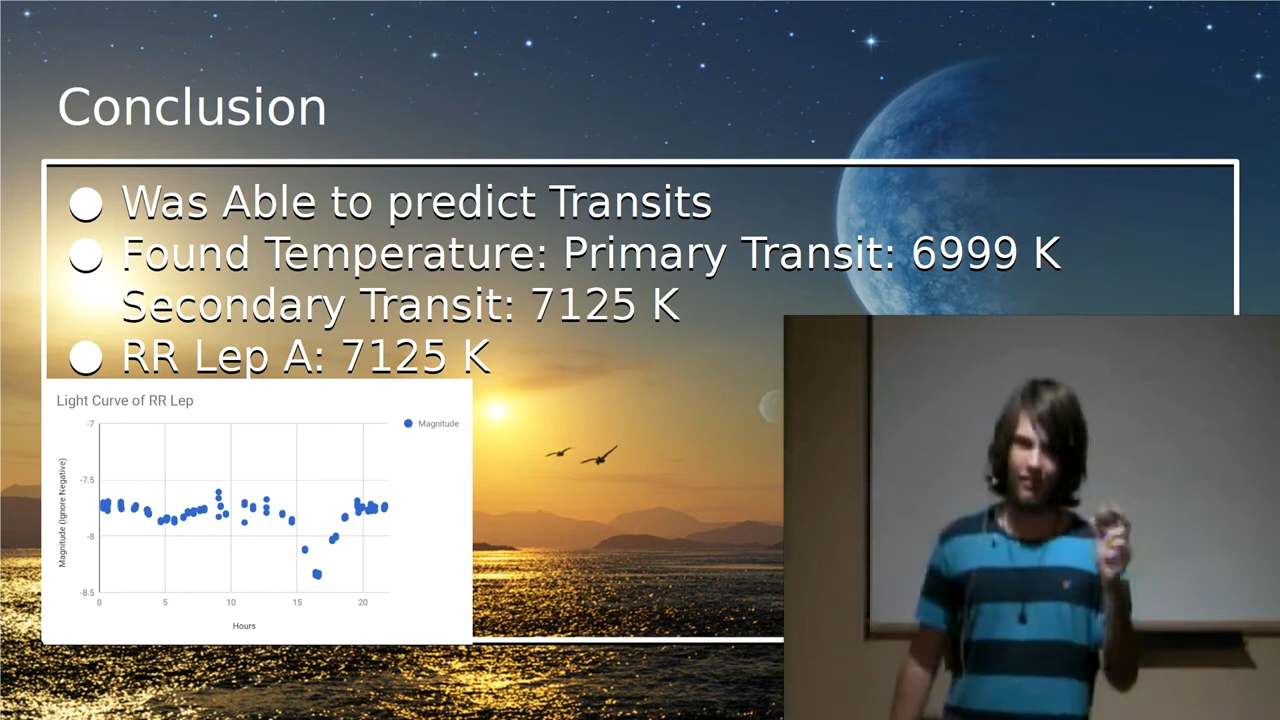 Conclusion
● Was Able to predict Transits
● Found Temperature: Primary Transit: 6999 K
Secondary Transit: 7125 K
● RR Lep A: 7125 K
Light Curve of RR Lep
Magnitude
Magnitude (Ignore Negative)
-7
-7.5
-8
-8.5
0 5 10 15 20
Hours